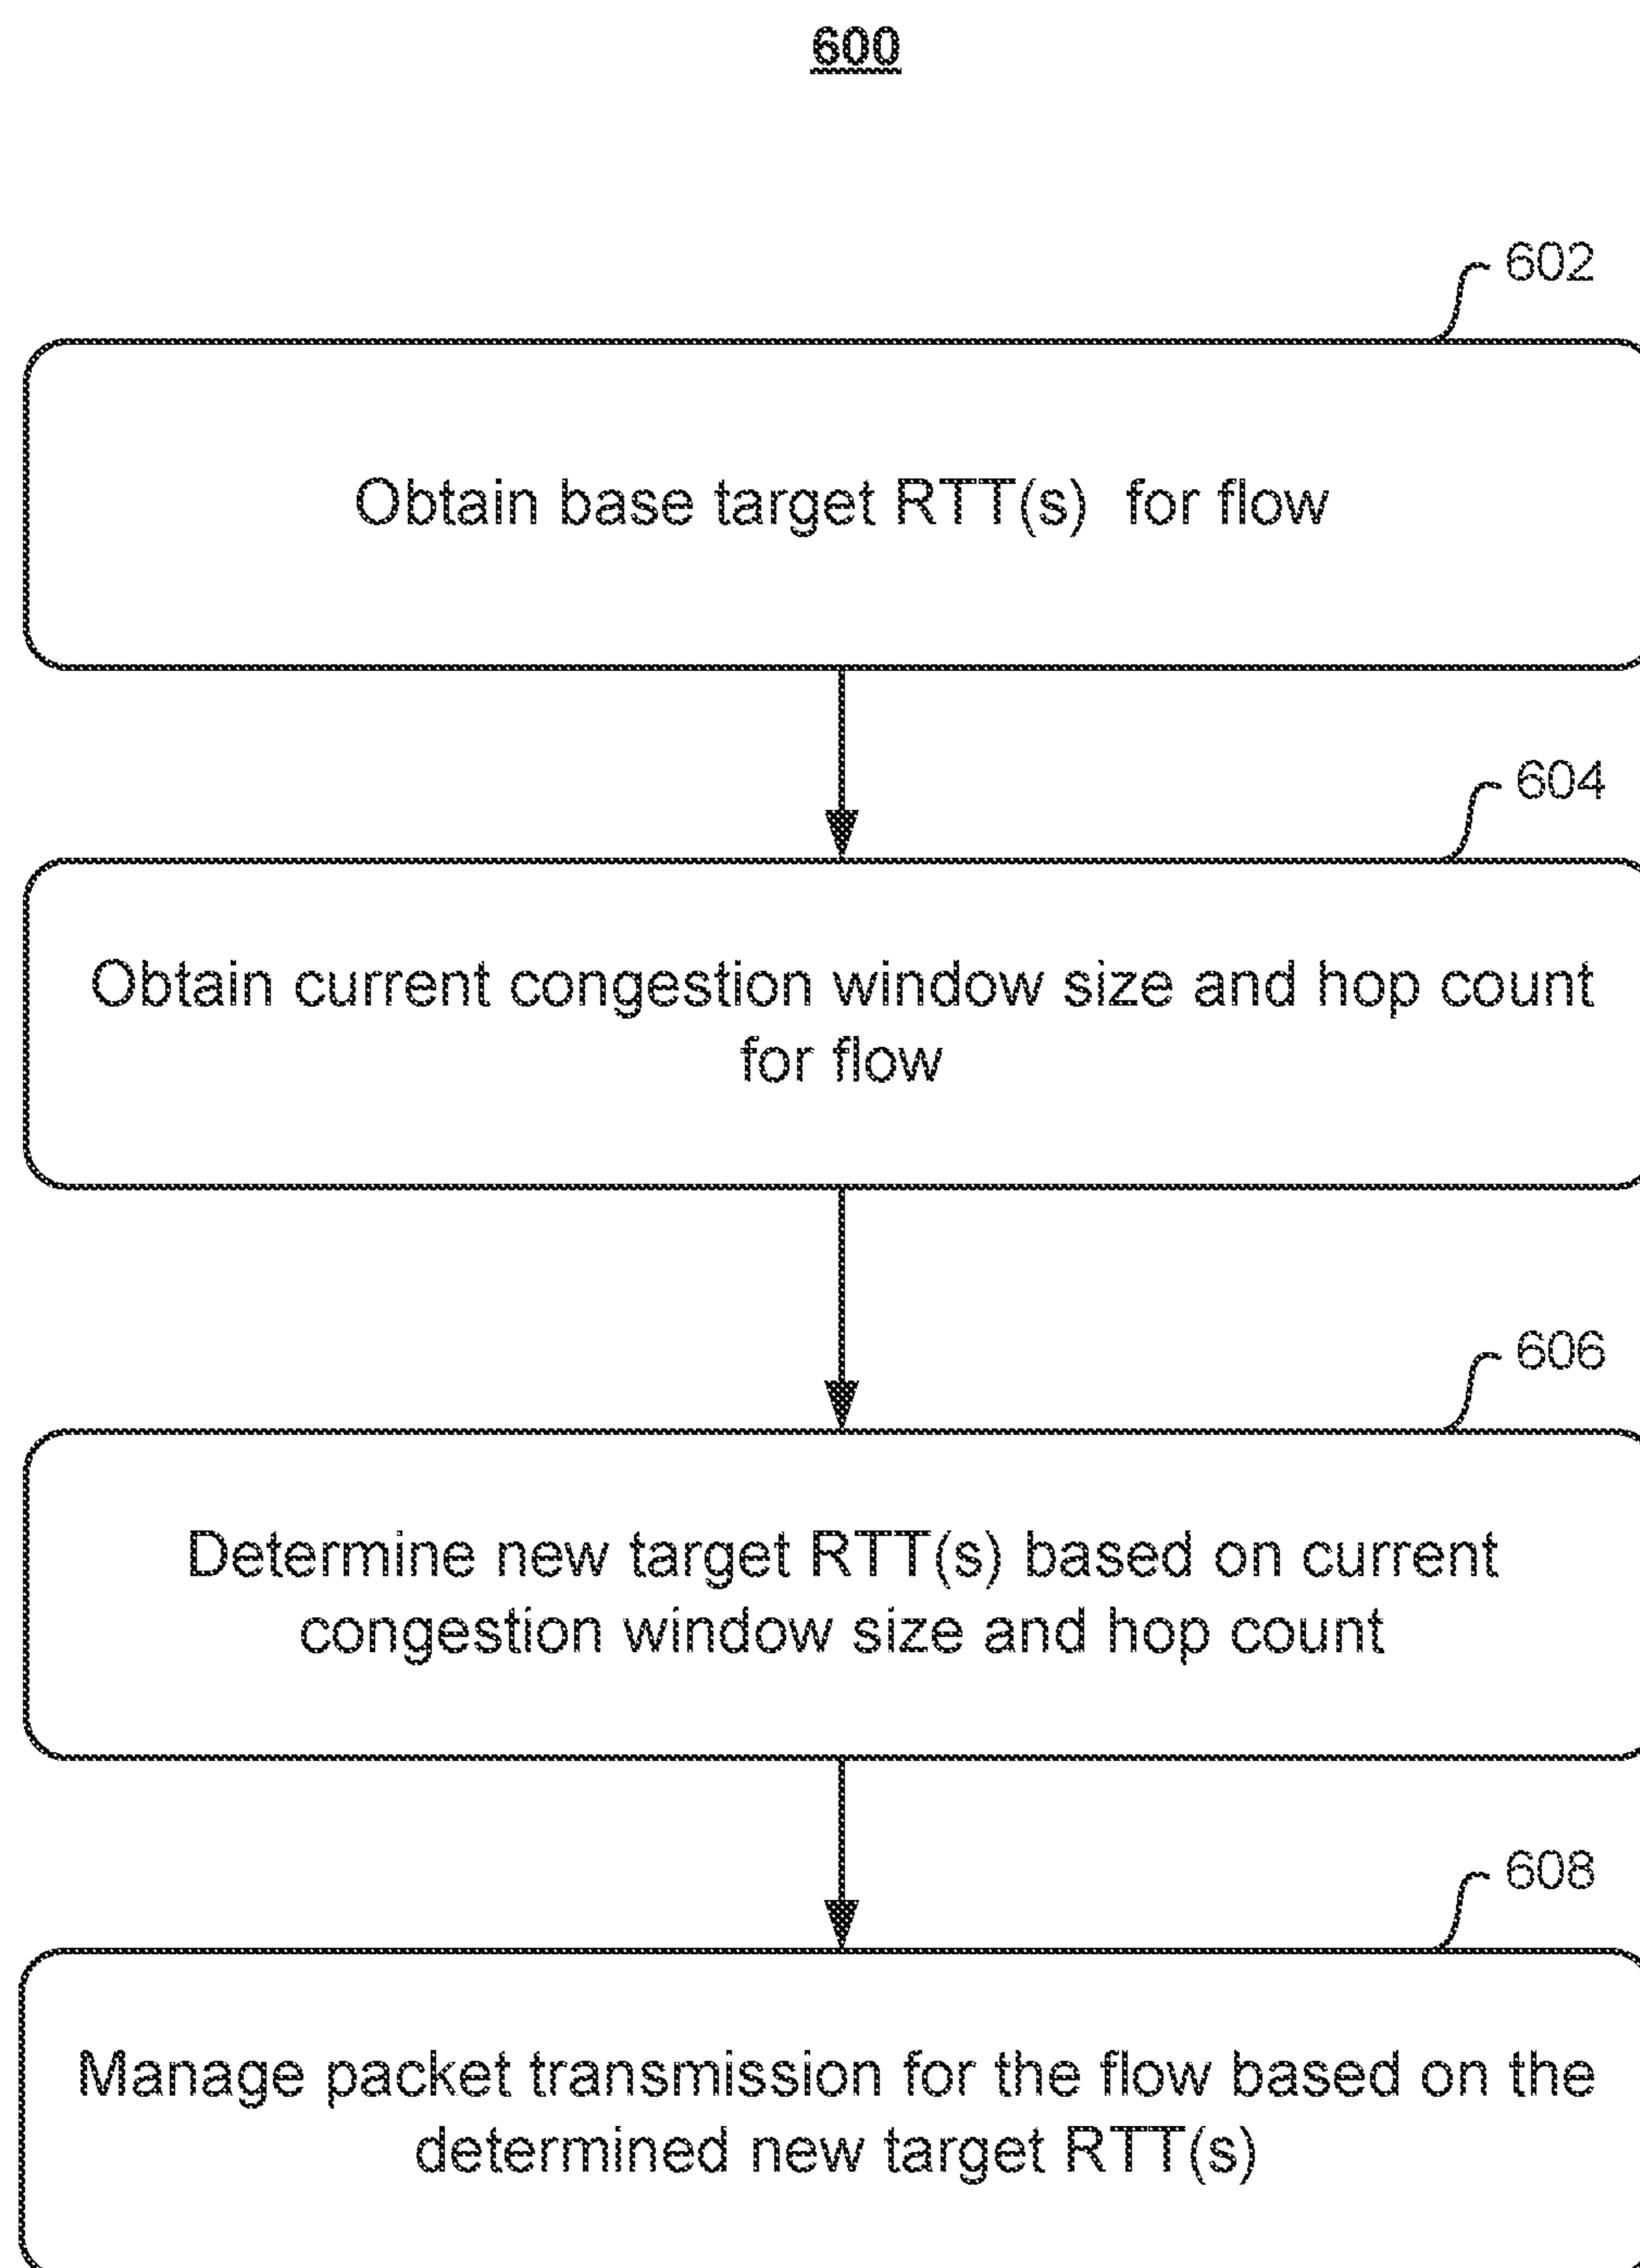 600
602
Obtain base target RTT(s) for flow
604
Obtain current congestion window size and hop count
for flow
606
Determine new target RTT(s) based on current
congestion window size and hop count
608
Manage packet transmission for the flow based on the
determined new target RTT(s)